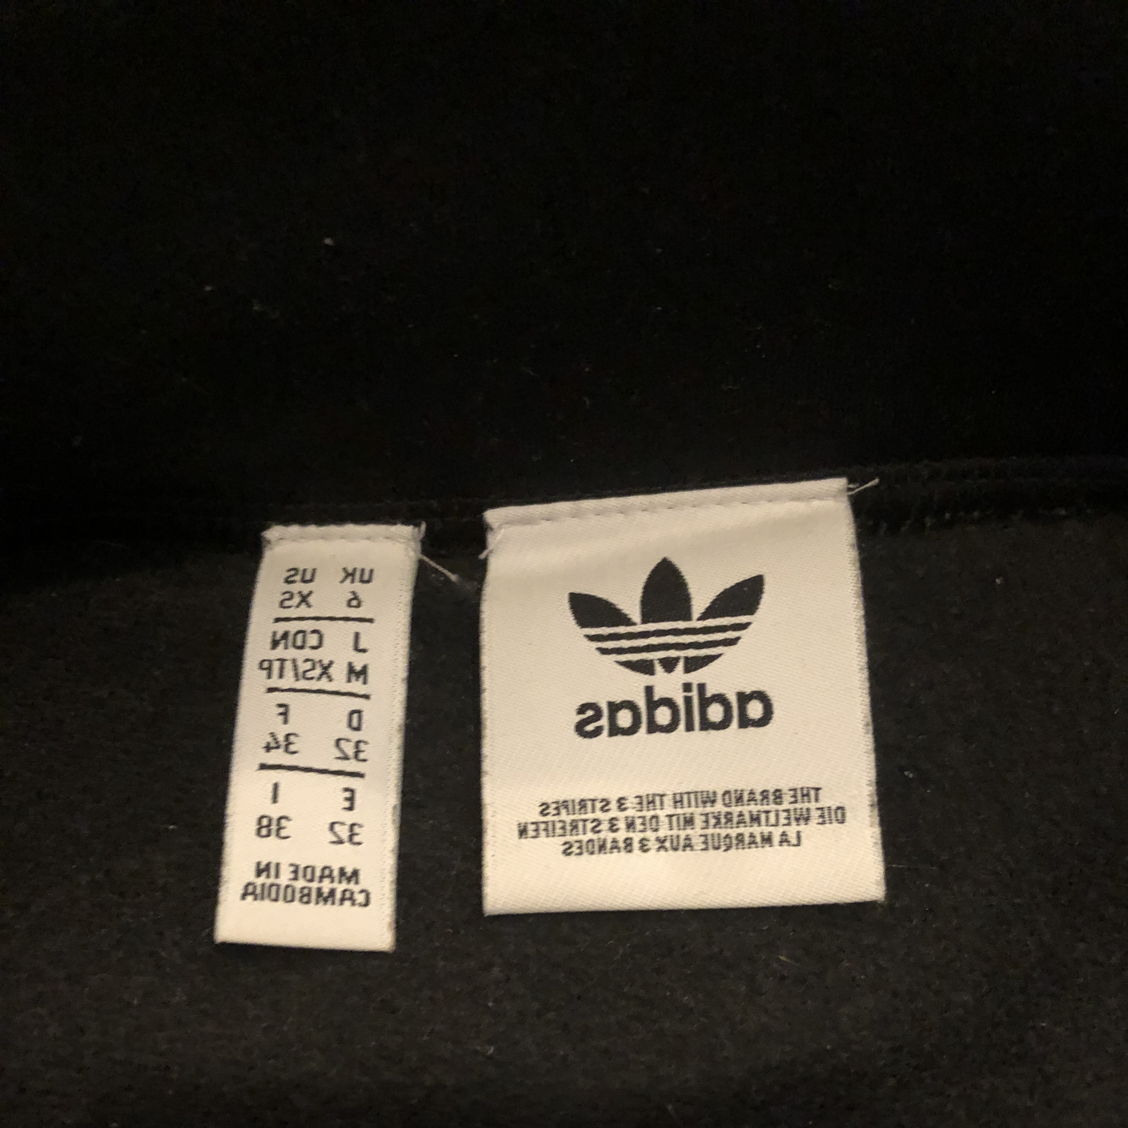 UK US
6 XS
J CDN
M XS/TP
D F
32 34
E I
32 38
MADE IN
CAMBODIA
adidas
THE BRAND WITH THE 3 STRIPES
DIE WELTMARKE MIT DEN 3 STREIFEN
LA MARQUE AUX 3 BANDES